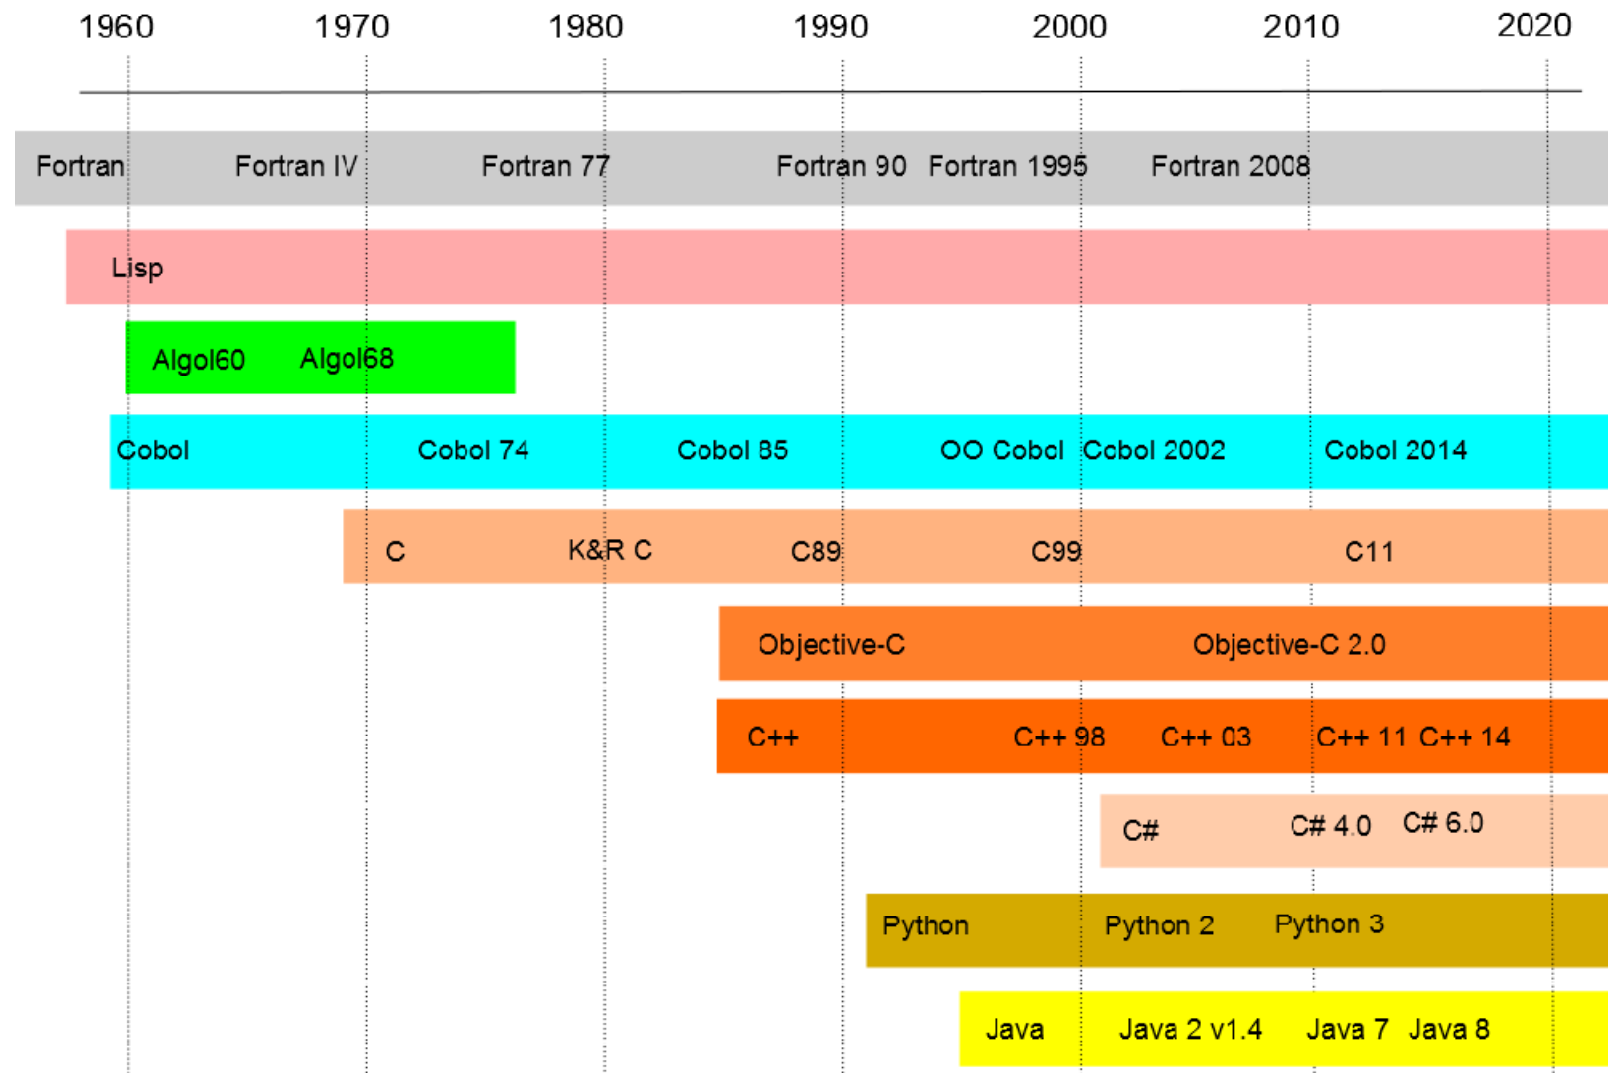 1960 1970 1980 1990 2000 2010 2020
Fortran Fortran IV Fortran 77 Fortran 90 Fortran 1995 Fortran 2008
Lisp
Algol60 Algol68
Cobol Cobol 74 Cobol 85 OO Cobol Cobol 2002 Cobol 2014
C K&R C C89 C99 C11
Objective-C Objective-C 2.0
C++ C++ 98 C++ 03 C++ 11 C++ 14
C# C# 4.0 C# 6.0
Python Python 2 Python 3
Java Java 2 v1.4 Java 7 Java 8